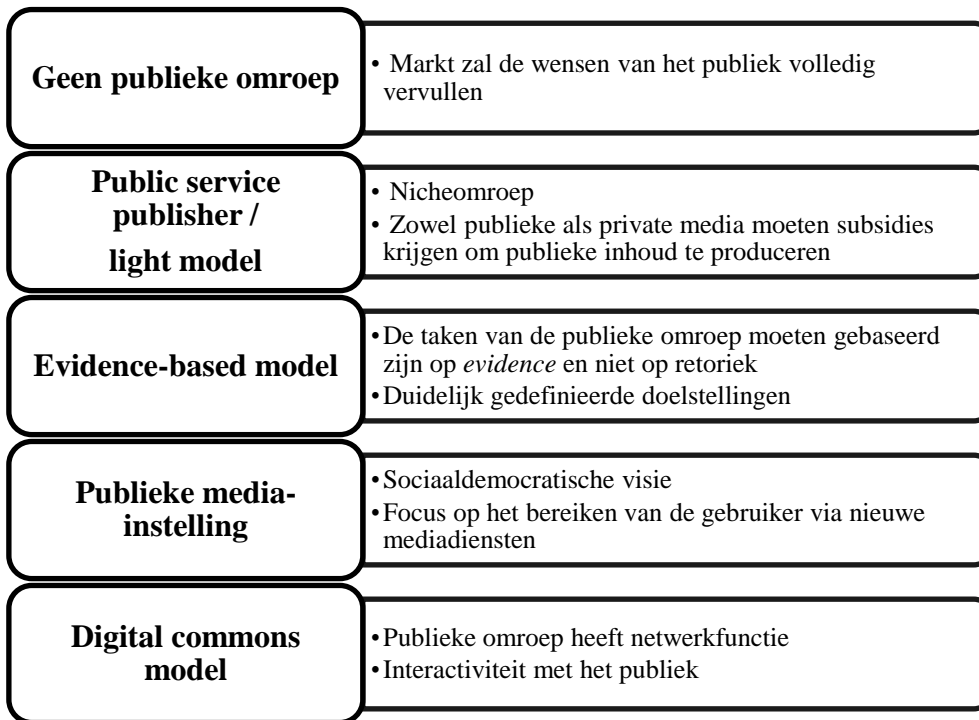 Geen publieke omroep
• Markt zal de wensen van het publiek volledig
vervullen
Public service
publisher /
light model
• Nicheomroep
• Zowel publieke als private media moeten subsidies
krijgen om publieke inhoud te produceren
Evidence-based model
• De taken van de publieke omroep moeten gebaseerd
zijn op evidence en niet op retoriek
• Duidelijk gedefinieerde doelstellingen
Publieke media-
instelling
• Sociaaldemocratische visie
• Focus op het bereiken van de gebruiker via nieuwe
mediadiensten
Digital commons
model
• Publieke omroep heeft netwerkfunctie
• Interactiviteit met het publiek